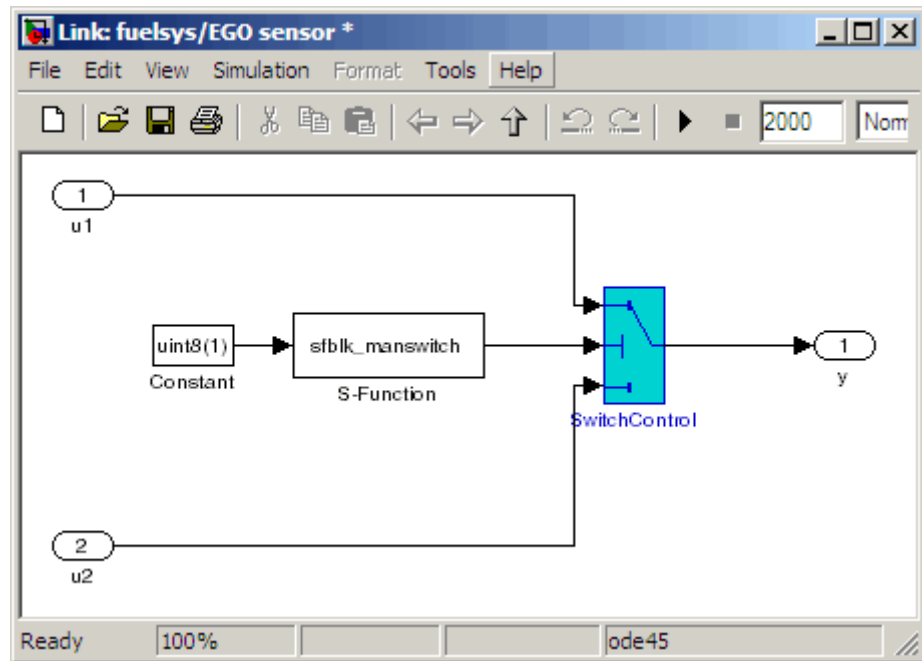 Link: fuelsys/EGO sensor *
File Edit View Simulation Format Tools Help
2000 Norm
1
u1
uint8(1)
Constant
sfblk_manswitch
S-Function
SwitchControl
1
y
2
u2
Ready 100% ode45